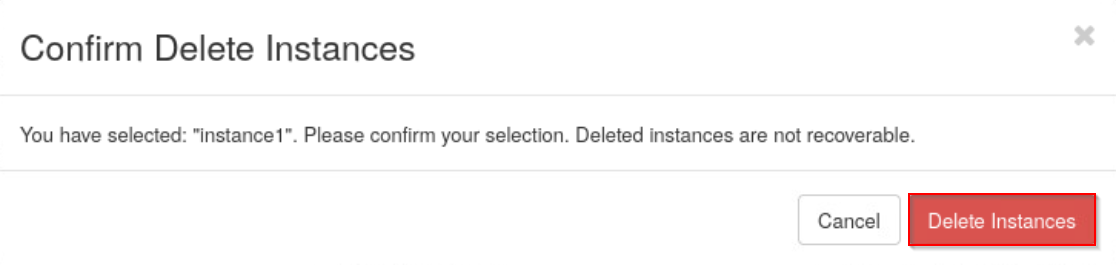 Confirm Delete Instances
You have selected: "instance1". Please confirm your selection. Deleted instances are not recoverable.
Cancel
Delete Instances